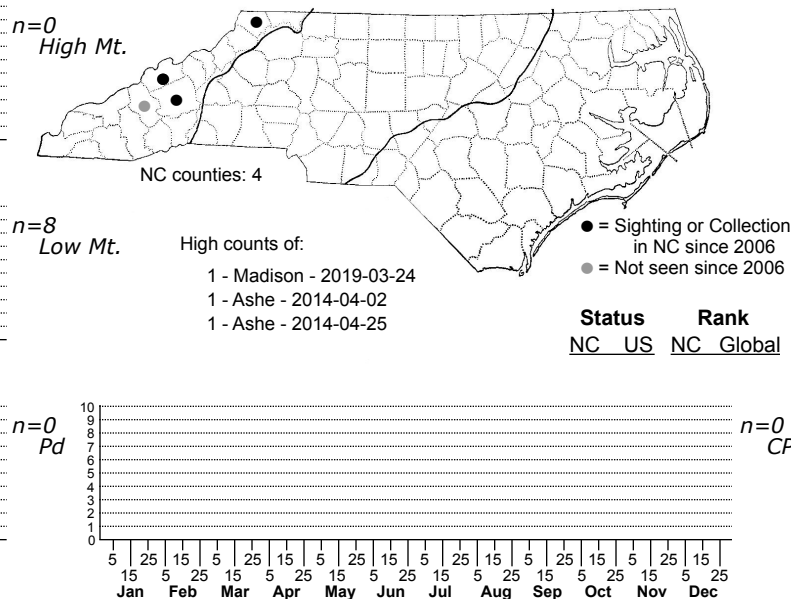 n=0
High Mt.
NC counties: 4
n=8
Low Mt.
High counts of:
1 - Madison - 2019-03-24
1 - Ashe - 2014-04-02
1 - Ashe - 2014-04-25
● = Sighting or Collection
in NC since 2006
● = Not seen since 2006
Status Rank
NC US NC Global
n=0
Pd
10
9
8
7
6
5
4
3
2
1
0
n=0
CP
5 25 15 5 25 15 5 25 15 5 25 15 5 25 15 5 25 15
15 5 25 15 5 25 15 5 25 15 5 25 15 5 25 15 5 25
Jan Feb Mar Apr May Jun Jul Aug Sep Oct Nov Dec